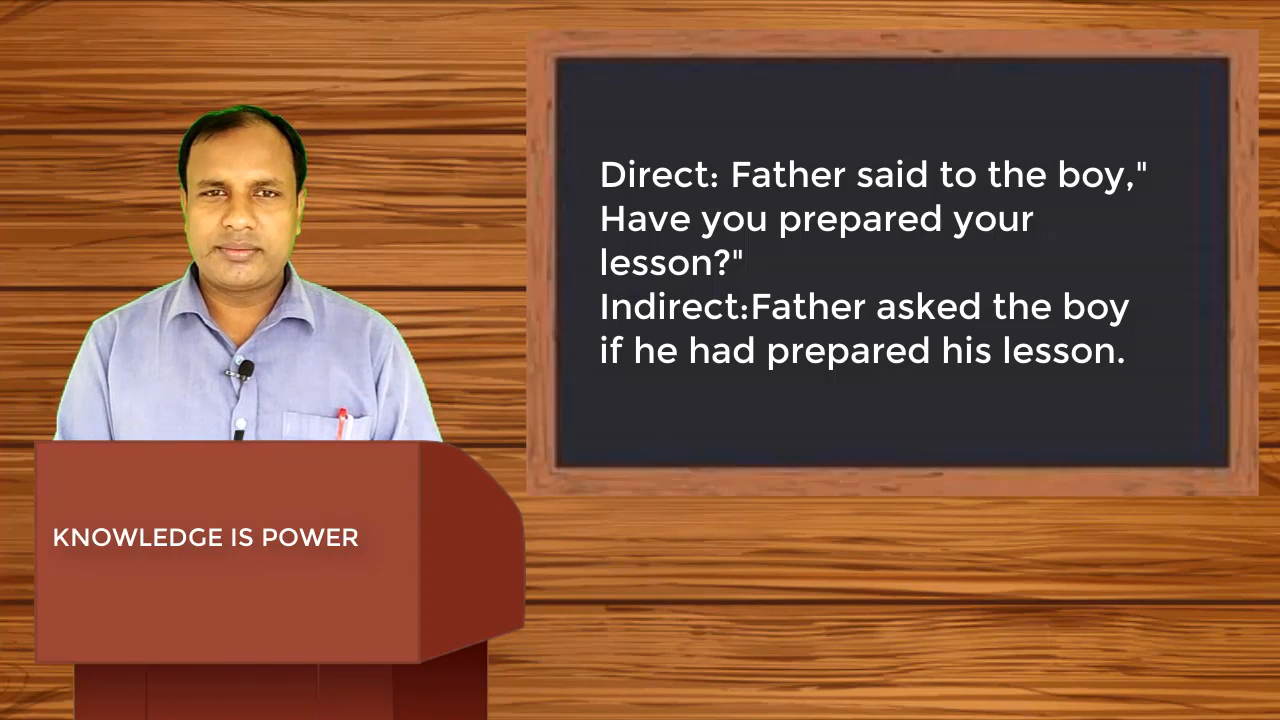 Direct: Father said to the boy,"
Have you prepared your
lesson?"
Indirect:Father asked the boy
if he had prepared his lesson.
KNOWLEDGE IS POWER